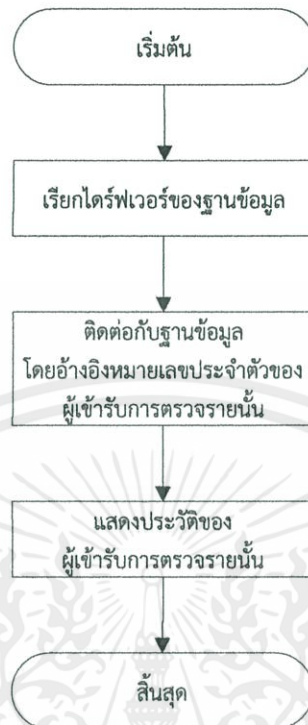 เริ่มต้น
เรียกไดร์ฟเวอร์ของฐานข้อมูล
ติดต่อกับฐานข้อมูล
โดยอ้างอิงหมายเลขประจำตัวของ
ผู้เข้ารับการตรวจรายนั้น
แสดงประวัติของ
ผู้เข้ารับการตรวจรายนั้น
สิ้นสุด